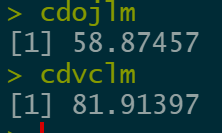 > cdojlm
[1] 58.87457
> cdvclm
[1] 81.91397
>